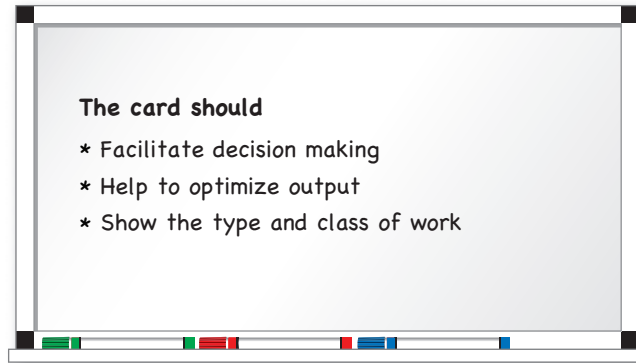 The card should
* Facilitate decision making
* Help to optimize output
* Show the type and class of work